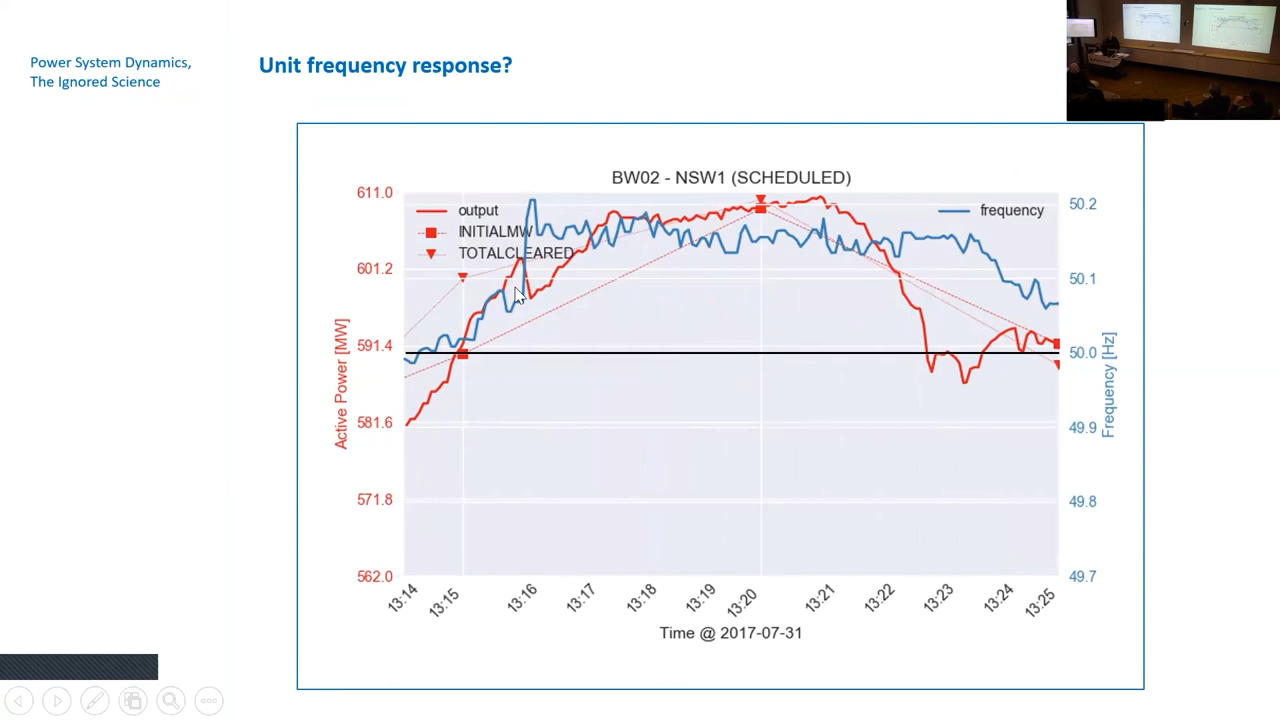 Power System Dynamics,
The Ignored Science
Unit frequency response?
BW02 - NSW1 (SCHEDULED)
611.0
601.2
591.4
581.6
571.8
562.0
Active Power [MW]
output
INITIALMW
TOTALCLEARED
frequency
50.2
50.1
50.0
49.9
49.8
49.7
Frequency [Hz]
13:14
13:15
13:16
13:17
13:18
13:19
13:20
13:21
13:22
13:23
13:24
13:25
Time @ 2017-07-31